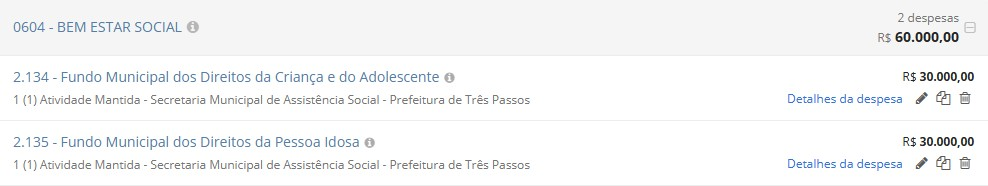 0604 - BEM ESTAR SOCIAL
2 despesas
R$ 60.000,00
2.134 - Fundo Municipal dos Direitos da Criança e do Adolescente
R$ 30.000,00
1 (1) Atividade Mantida - Secretaria Municipal de Assistência Social - Prefeitura de Três Passos
Detalhes da despesa
2.135 - Fundo Municipal dos Direitos da Pessoa Idosa
R$ 30.000,00
1 (1) Atividade Mantida - Secretaria Municipal de Assistência Social - Prefeitura de Três Passos
Detalhes da despesa